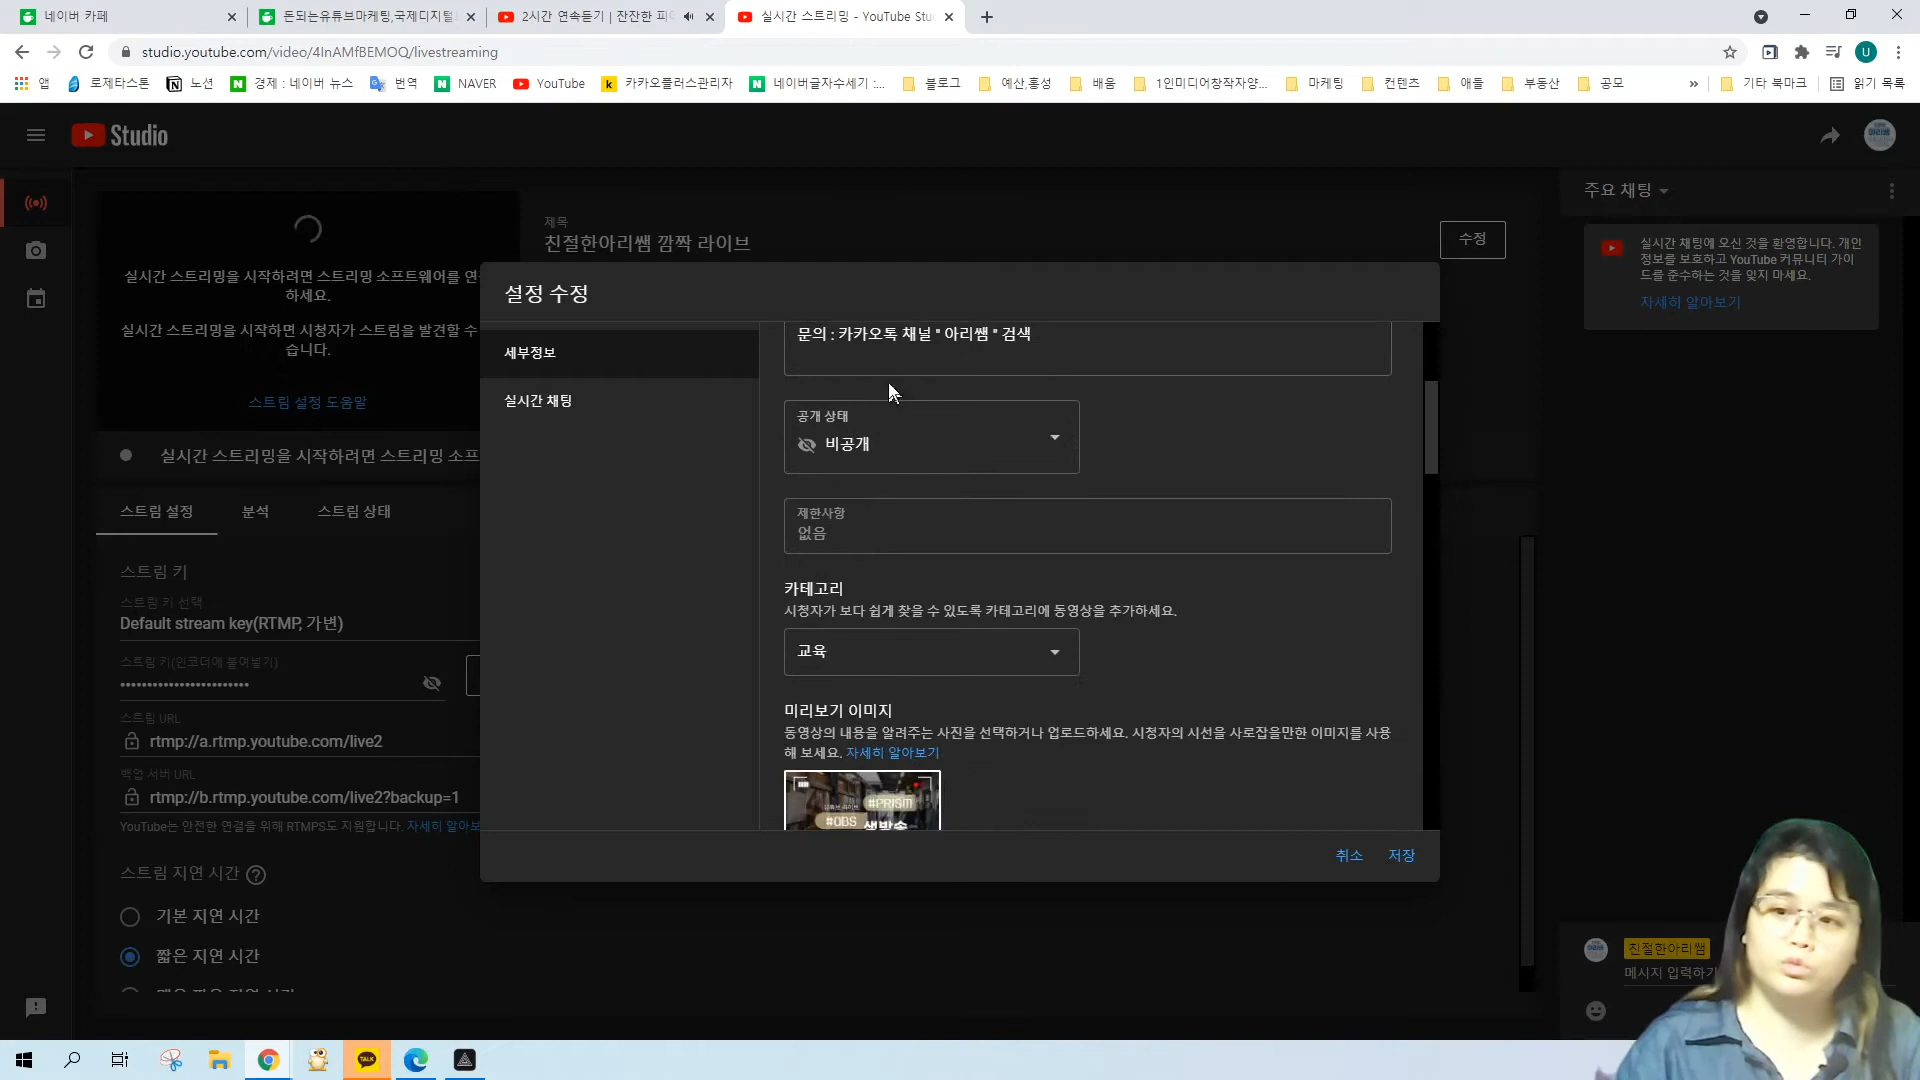 네이버 카페
돈되는유튜브마케팅,국제디지털
2시간 연속듣기 | 잔잔한 피
실시간 스트리밍 - YouTube Stu
studio.youtube.com/video/4InAMfBEMOQ/livestreaming
앱
로제타스톤
노션
경제 : 네이버 뉴스
번역
NAVER
YouTube
카카오플러스관리자
네이버글자수세기 :...
블로그
예산,홍성
배움
1인미디어창작자양...
마케팅
컨텐츠
애들
부동산
공모
기타 북마크
읽기 목록
Studio
실시간 스트리밍을 시작하려면 스트리밍 소프트웨어를 연
하세요.
실시간 스트리밍을 시작하면 시청자가 스트림을 발견할 수
습니다.
스트림 설정 도움말
제목
친절한아리쌤 깜짝 라이브
수정
주요 채팅
실시간 채팅에 오신 것을 환영합니다. 개인
정보를 보호하고 YouTube 커뮤니티 가이
드를 준수하는 것을 잊지 마세요.
자세히 알아보기
실시간 스트리밍을 시작하려면 스트리밍 소프
스트림 설정
분석
스트림 상태
스트림 키
스트림 키 선택
Default stream key(RTMP, 가변)
스트림 키(인코더에 붙여넣기)
••••••••••••••••••••••••
스트림 URL
rtmp://a.rtmp.youtube.com/live2
백업 서버 URL
rtmp://b.rtmp.youtube.com/live2?backup=1
YouTube는 안전한 연결을 위해 RTMPS도 지원합니다. 자세히 알아보
스트림 지연 시간
기본 지연 시간
짧은 지연 시간
설정 수정
세부정보
실시간 채팅
문의 : 카카오톡 채널 " 아리쌤 " 검색
공개 상태
비공개
제한사항
없음
카테고리
시청자가 보다 쉽게 찾을 수 있도록 카테고리에 동영상을 추가하세요.
교육
미리보기 이미지
동영상의 내용을 알려주는 사진을 선택하거나 업로드하세요. 시청자의 시선을 사로잡을만한 이미지를 사용
해 보세요. 자세히 알아보기
#PRISM
#OBS
생방송
취소
저장
친절한아리쌤
메시지 입력하기
TALK